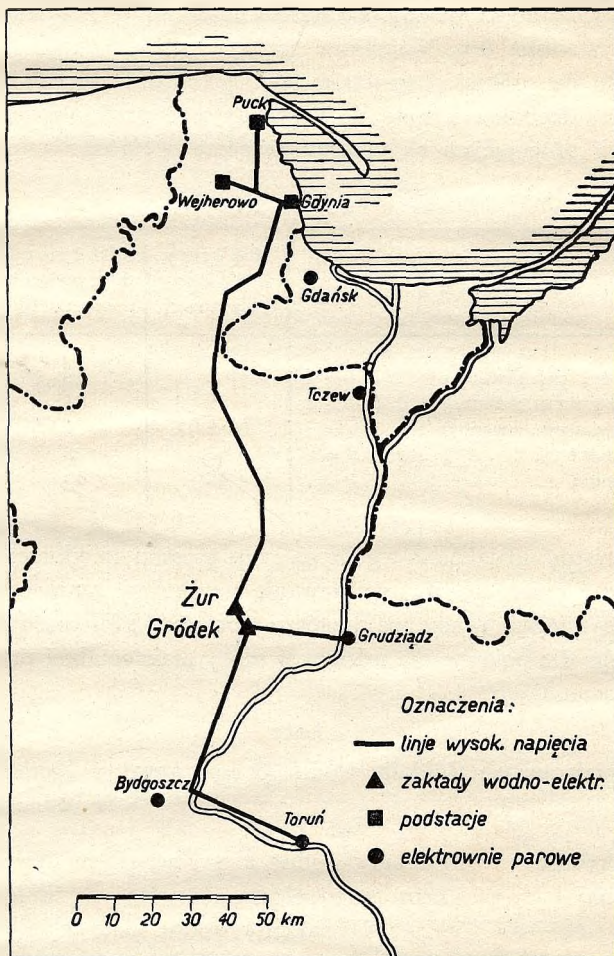 Puck
Wejherowo
Gdynia
Gdańsk
Tczew
Żur
Gródek
Grudziądz
Oznaczenia:
linje wysok. napięcia
Bydgoszcz
zakłady wodno-elektr.
Toruń
podstacje
elektrownie parowe
0 10 20 30 40 50 km